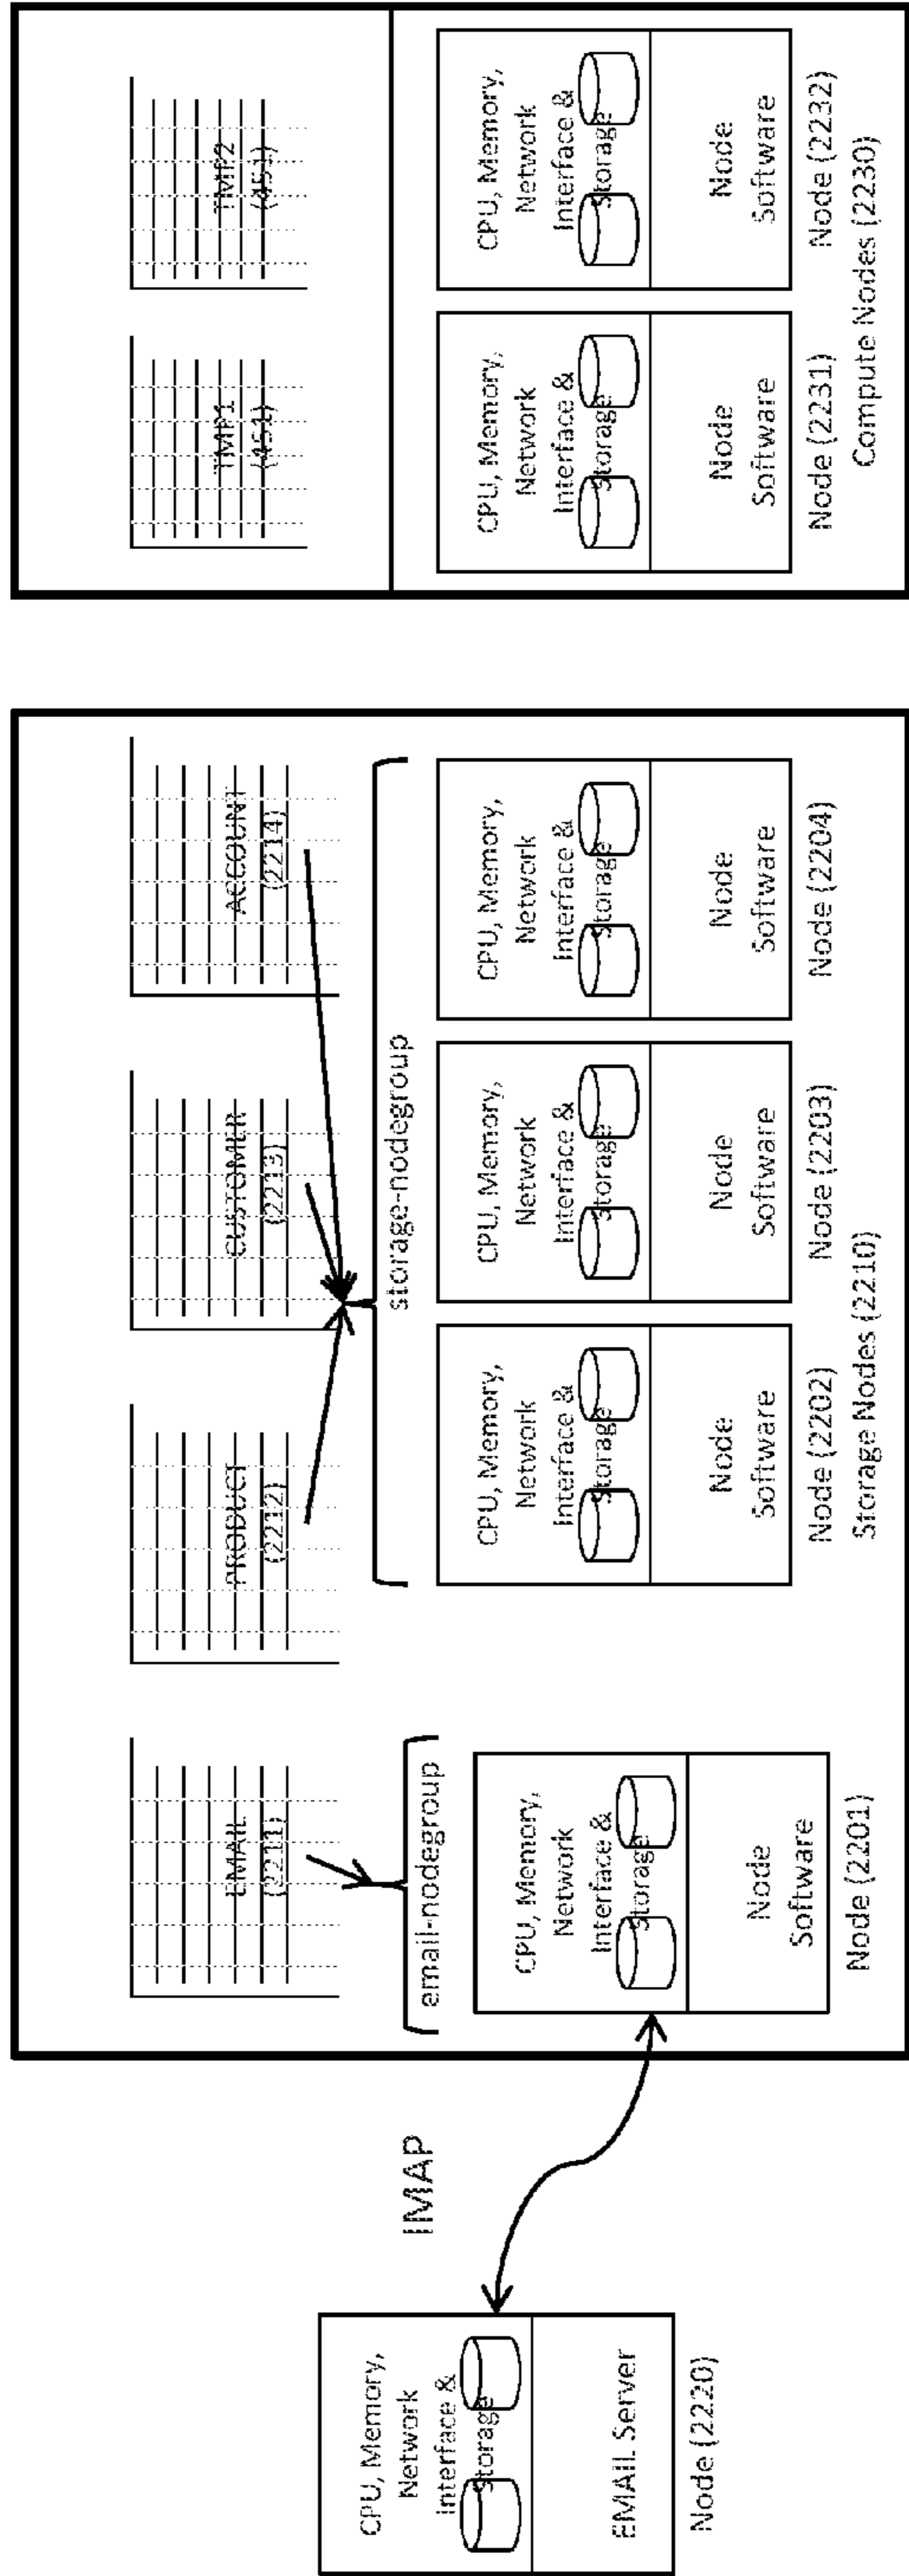 EMAIL
(2211)
PRODUCT
(2212)
CUSTOMER
(2213)
ACCOUNT
(2214)
TMP1
(451)
TMP2
(451)
IMAP
email-nodegroup
storage-nodegroup
CPU, Memory,
Network
Interface &
Storage
EMAIL Server
Node (2220)
CPU, Memory,
Network
Interface &
Storage
Node
Software
Node (2201)
CPU, Memory,
Network
Interface &
Storage
Node
Software
Node (2202)
CPU, Memory,
Network
Interface &
Storage
Node
Software
Node (2203)
CPU, Memory,
Network
Interface &
Storage
Node
Software
Node (2204)
Storage Nodes (2210)
CPU, Memory,
Network
Interface &
Storage
Node
Software
Node (2231)
CPU, Memory,
Network
Interface &
Storage
Node
Software
Node (2232)
Compute Nodes (2230)